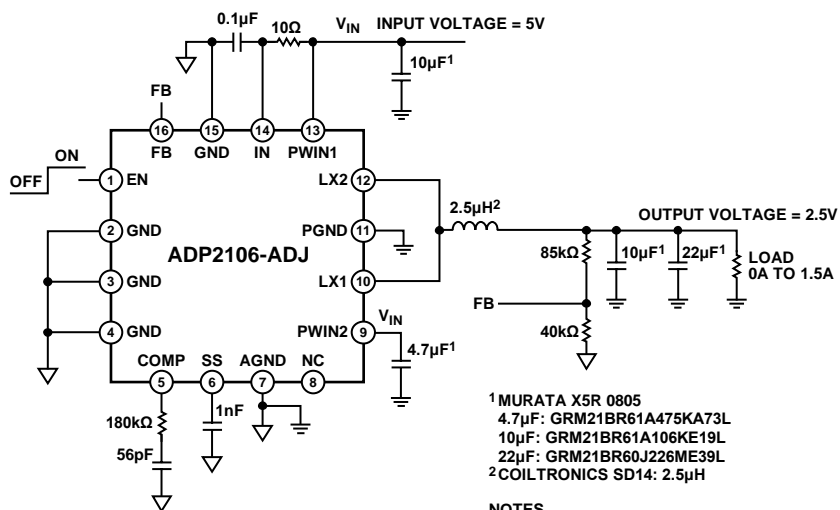 0.1μF
10Ω
VIN
INPUT VOLTAGE = 5V
10μF1
FB
16
15
14
13
FB
GND
IN
PWIN1
ON
OFF
1
EN
LX2
12
2
GND
PGND
11
ADP2106-ADJ
3
GND
LX1
10
4
GND
PWIN2
9
VIN
4.7μF1
COMP
SS
AGND
NC
5
6
7
8
180kΩ
56pF
1nF
2.5μH2
OUTPUT VOLTAGE = 2.5V
85kΩ
10μF1
22μF1
LOAD
0A TO 1.5A
FB
40kΩ
1 MURATA X5R 0805
4.7μF: GRM21BR61A475KA73L
10μF: GRM21BR61A106KE19L
22μF: GRM21BR60J226ME39L
2 COILTRONICS SD14: 2.5μH
NOTES